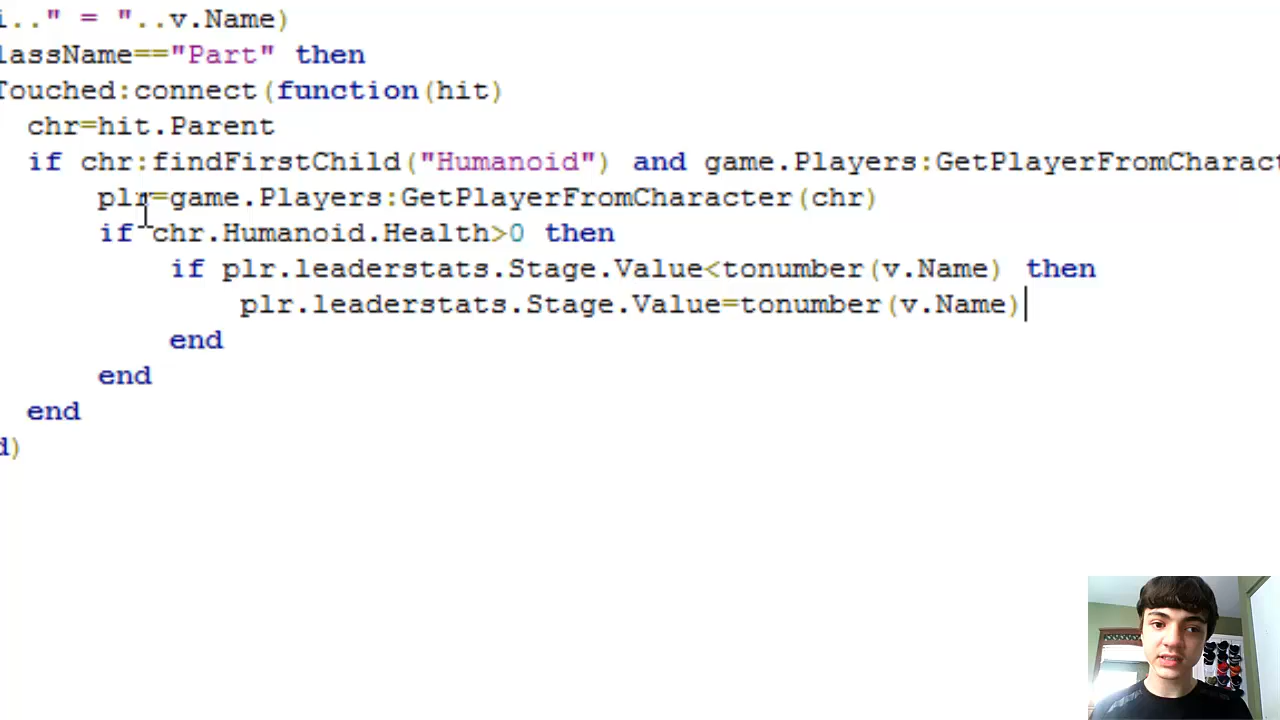 i.." = "..v.Name)
lassName=="Part" then
Touched:connect(function(hit)
chr=hit.Parent
if chr:findFirstChild("Humanoid") and game.Players:GetPlayerFromCharact
plr=game.Players:GetPlayerFromCharacter(chr)
if chr.Humanoid.Health>0 then
if plr.leaderstats.Stage.Value<tonumber(v.Name) then
plr.leaderstats.Stage.Value=tonumber(v.Name)
end
end
end
d)